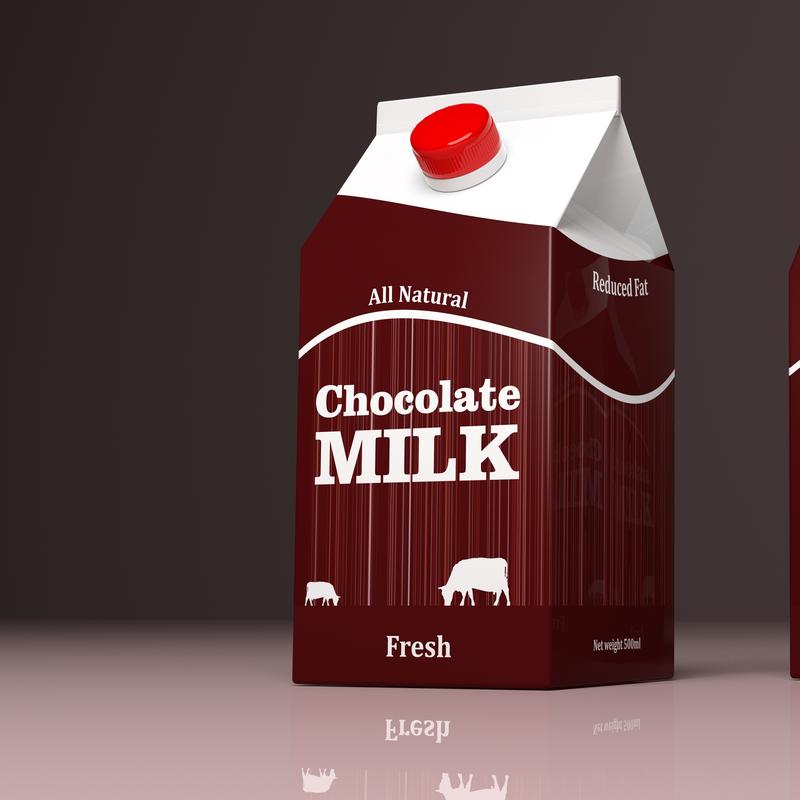 All Natural
Reduced Fat
Chocolate
MILK
Fresh
Net weight 500ml